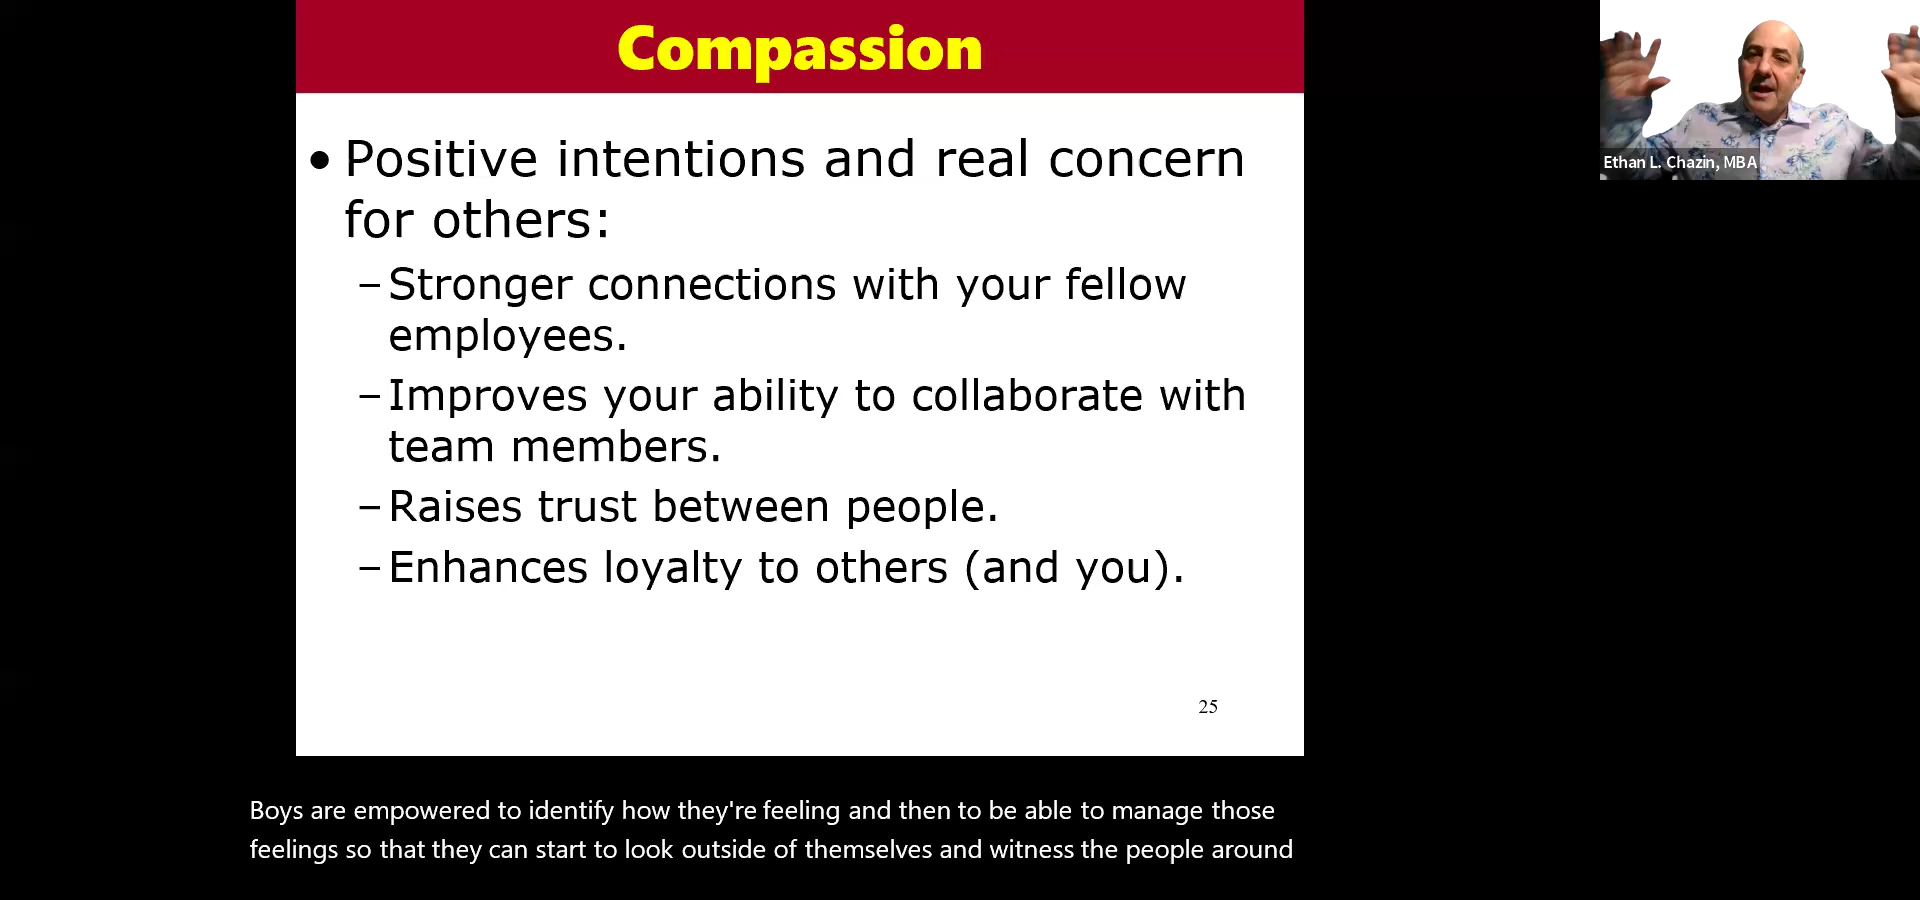 Compassion
• Positive intentions and real concern
for others:
–Stronger connections with your fellow
employees.
–Improves your ability to collaborate with
team members.
–Raises trust between people.
–Enhances loyalty to others (and you).
25
Ethan L. Chazin, MBA
Boys are empowered to identify how they're feeling and then to be able to manage those
feelings so that they can start to look outside of themselves and witness the people around